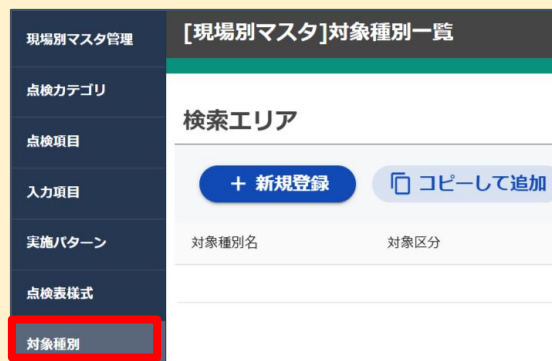 現場別マスタ管理
点検カテゴリ
点検項目
入力項目
実施パターン
点検表様式
対象種別
[現場別マスタ]対象種別一覧
検索エリア
+ 新規登録 コピーして追加
対象種別名 対象区分